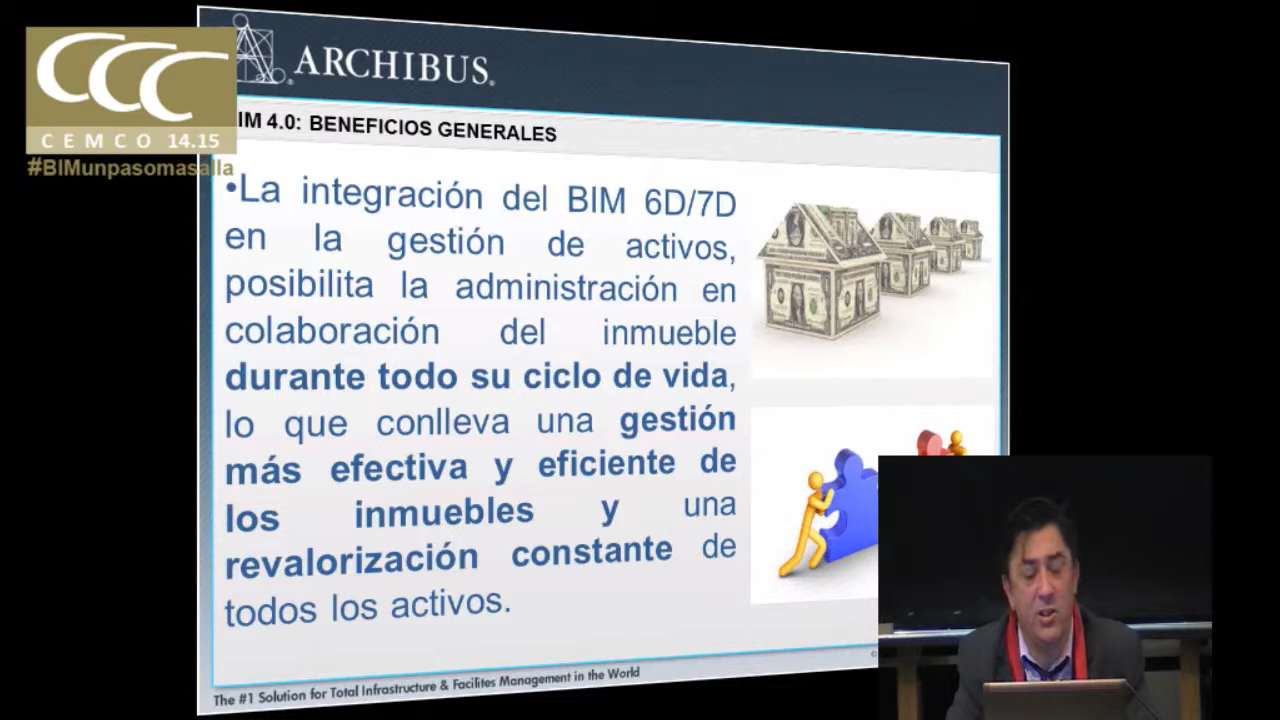 ARCHIBUS
CCC
CEMCO 14.15
#BIMunpasomasalla
IM 4.0: BENEFICIOS GENERALES
•La integración del BIM 6D/7D
en la gestión de activos,
posibilita la administración en
colaboración del inmueble
durante todo su ciclo de vida,
lo que conlleva una gestión
más efectiva y eficiente de
los inmuebles y una
revalorización constante de
todos los activos.
The #1 Solution for Total Infrastructure & Facilites Management in the World